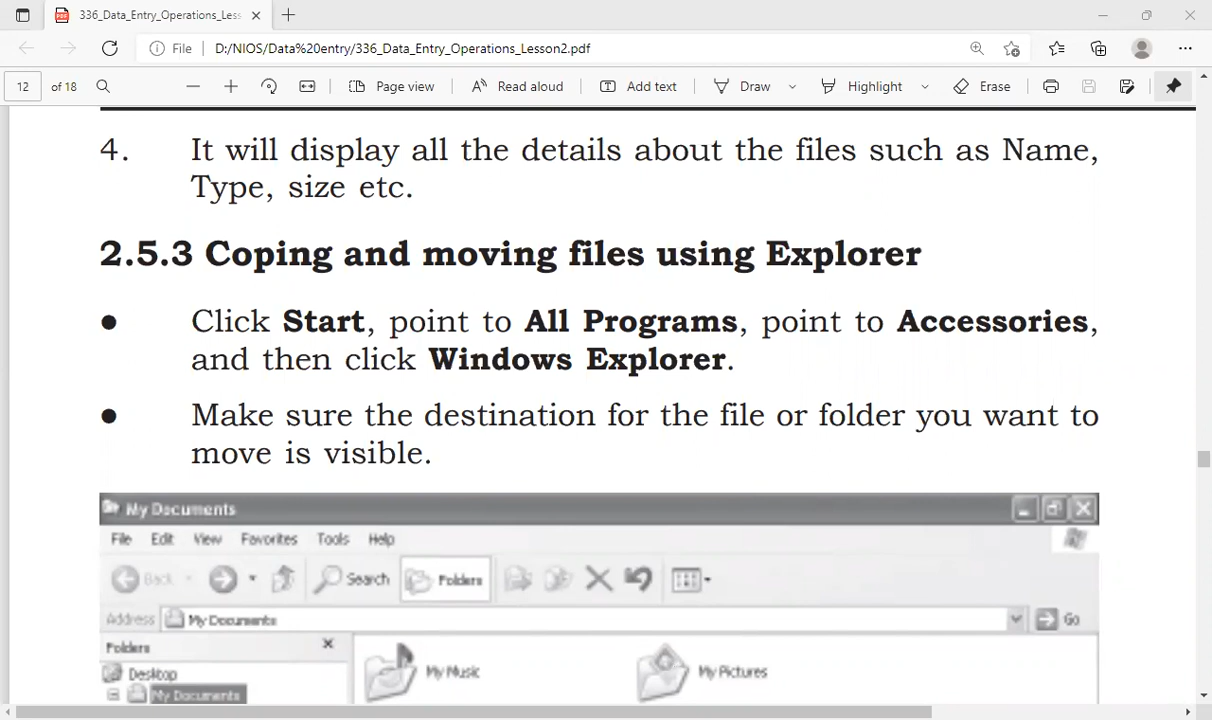 336_Data_Entry_Operations_Less
File D:/NIOS/Data%20entry/336_Data_Entry_Operations_Lesson2.pdf
12 of 18 Page view Read aloud Add text Draw Highlight Erase
4. It will display all the details about the files such as Name,
Type, size etc.
2.5.3 Coping and moving files using Explorer
● Click Start, point to All Programs, point to Accessories,
and then click Windows Explorer.
● Make sure the destination for the file or folder you want to
move is visible.
My Documents
File Edit View Favorites Tools Help
Back Search Folders
Address My Documents Go
Folders
My Music My Pictures
Desktop
My Documents